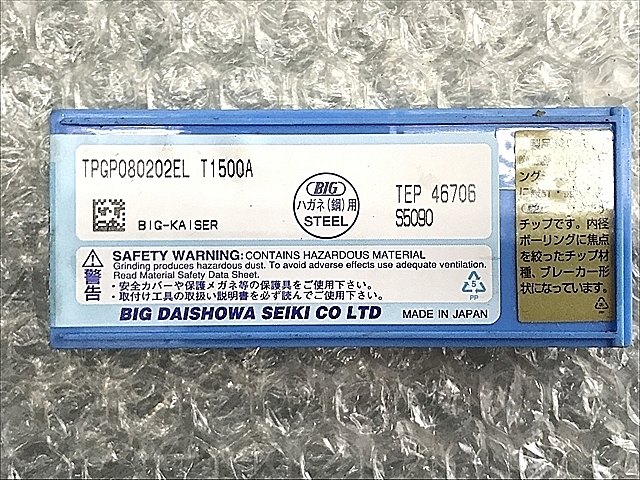 TPGP080202EL T1500A
BIG-KAISER
BIG
ハガネ(鋼)用
STEEL
TEP 46706
S5090
SAFETY WARNING: CONTAINS HAZARDOUS MATERIAL
Grinding produces hazardous dust. To avoid adverse effects use adequate ventilation.
Read Material Safety Data Sheet.
警告
・安全カバーや保護メガネ等の保護具をご使用下さい。
・取付け工具の取扱い説明書を必ず読んでご使用下さい。
5
PP
BIG DAISHOWA SEIKI CO LTD
MADE IN JAPAN
チップです。内径
ボーリングに焦点
を絞ったチップ材
種、ブレーカー形
状になっています。
PP